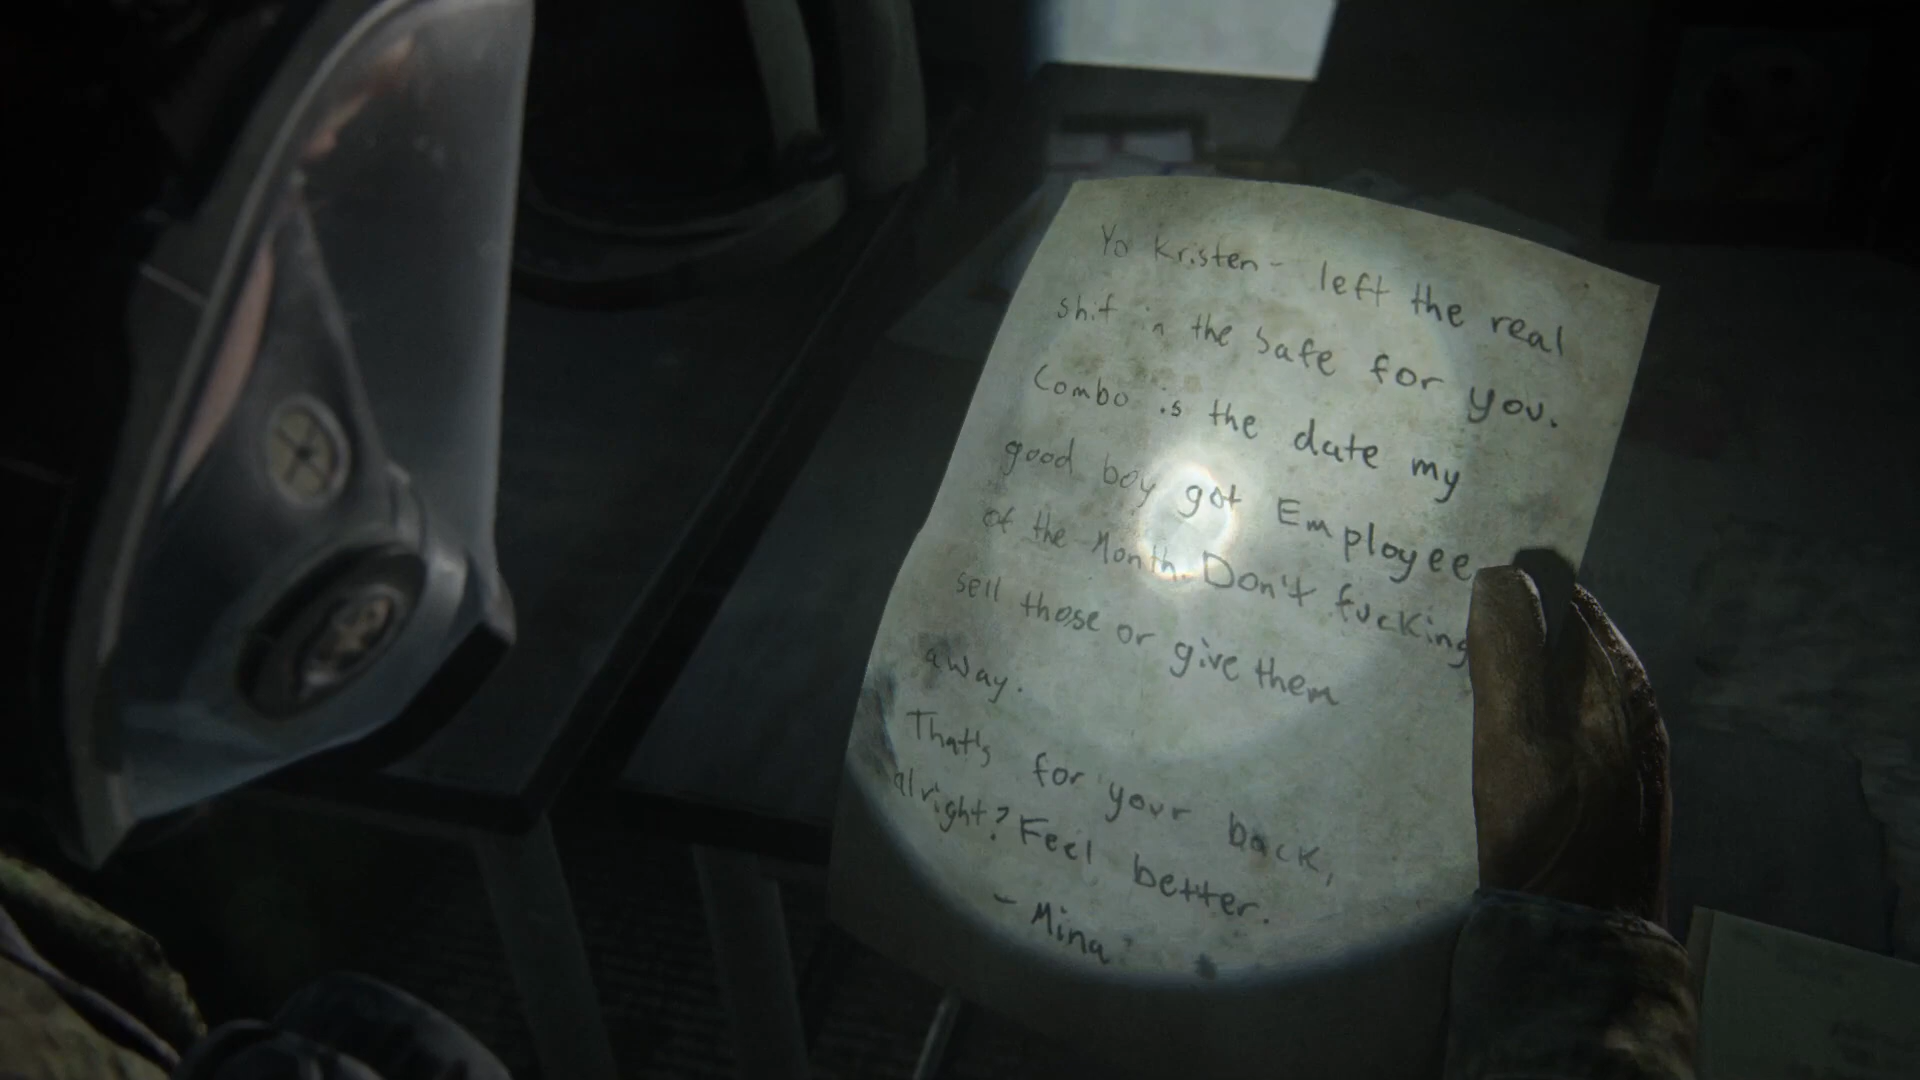 Yo Kristen- left the real
shit in the safe for you.
Combo is the date my
good boy got Employee
of the Month. Don't fucking
sell those or give them
away.
That's for your back,
alright? Feel better.
- Mina